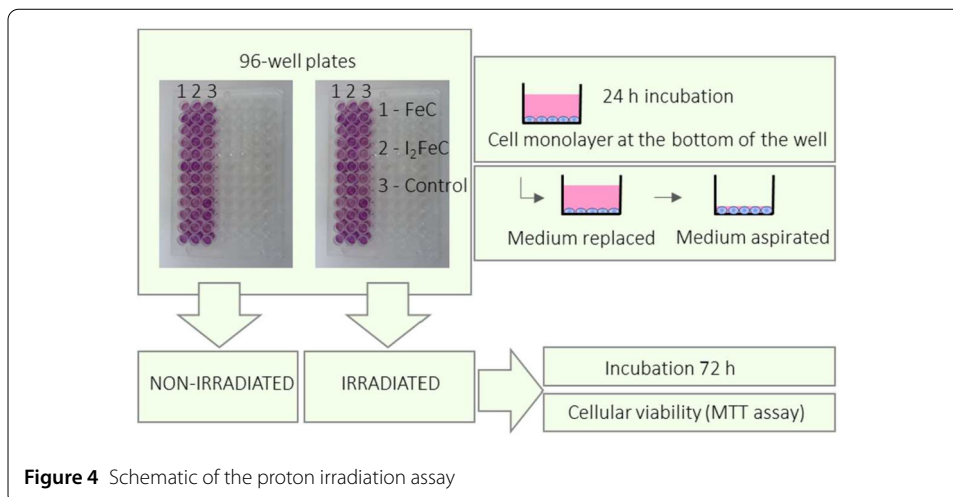 96-well plates
1 2 3
1 2 3
1 - FeC
2 - I₂FeC
3 - Control
24 h incubation
Cell monolayer at the bottom of the well
Medium replaced
Medium aspirated
NON-IRRADIATED
IRRADIATED
Incubation 72 h
Cellular viability (MTT assay)
Figure 4 Schematic of the proton irradiation assay